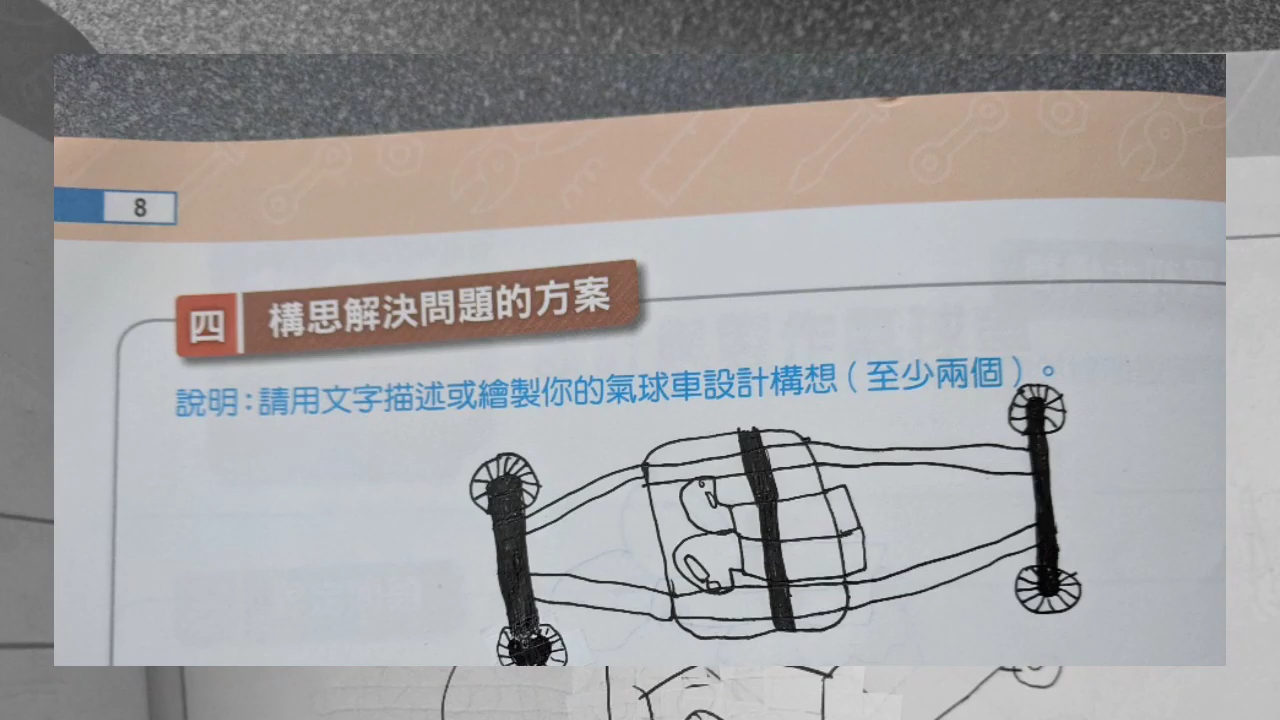 8
四 構思解決問題的方案
說明：請用文字描述或繪製你的氣球車設計構想（至少兩個）。